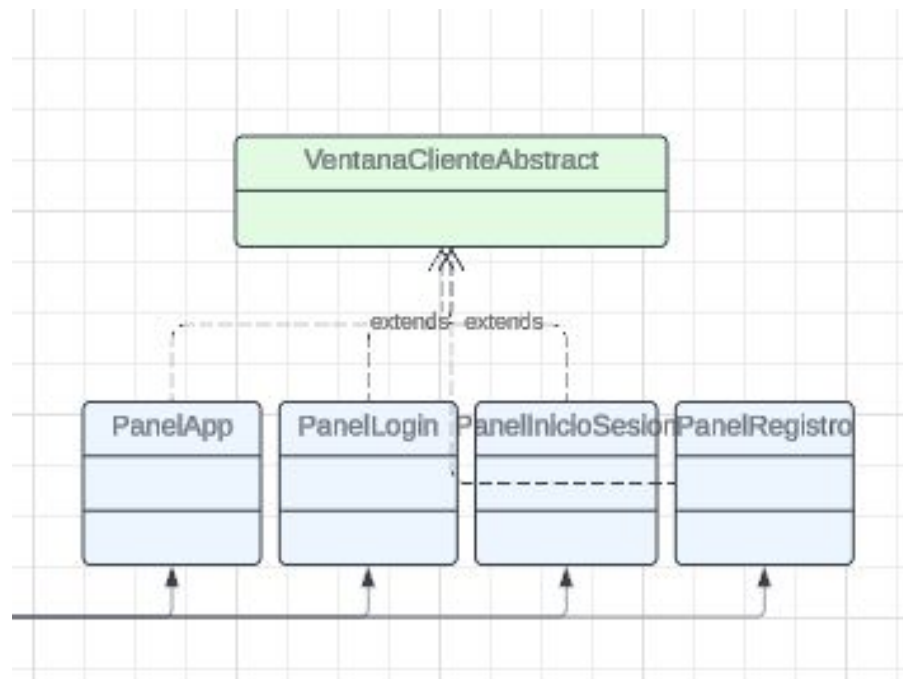 VentanaClienteAbstract
extends extends
PanelApp PanelLogin PanelInicioSesion PanelRegistro